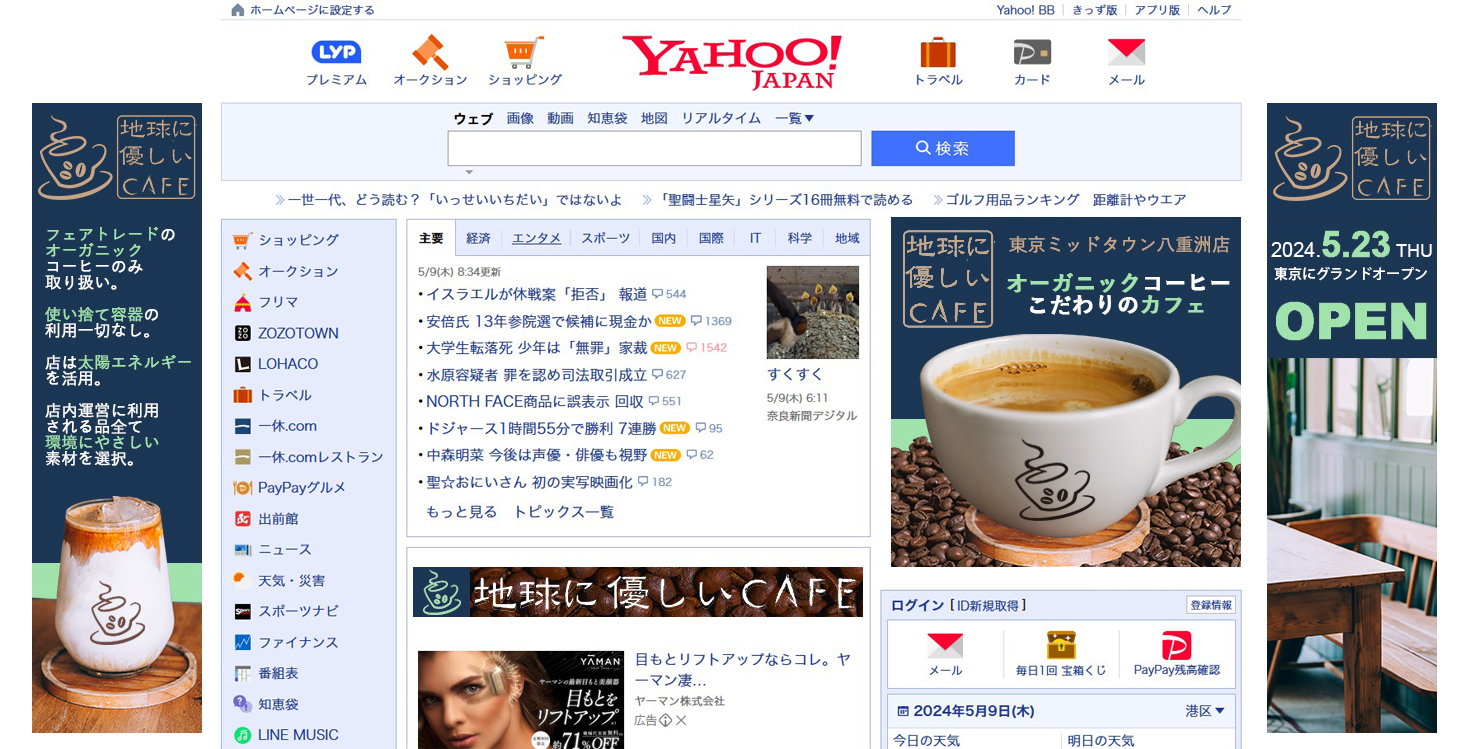 ホームページに設定する
Yahoo! BB
きっず版
アプリ版
ヘルプ
LYP
プレミアム
オークション
ショッピング
YAHOO!
JAPAN
トラベル
カード
メール
ウェブ 画像 動画 知恵袋 地図 リアルタイム 一覧▼
検索
一世一代、どう読む？「いっせいいちだい」ではないよ
「聖闘士星矢」シリーズ16冊無料で読める
ゴルフ用品ランキング 距離計やウエア
地球に
優しい
CAFE
フェアトレードの
オーガニック
コーヒーのみ
取り扱い。
使い捨て容器の
利用一切なし。
店は太陽エネルギー
を活用。
店内運営に利用
される品全て
環境にやさしい
素材を選択。
ショッピング
オークション
フリマ
ZOZOTOWN
LOHACO
トラベル
一休.com
一休.comレストラン
PayPayグルメ
出前館
ニュース
天気・災害
スポーツナビ
ファイナンス
番組表
知恵袋
LINE MUSIC
主要 経済 エンタメ スポーツ 国内 国際 IT 科学 地域
5/9(木) 8:34更新
・イスラエルが休戦案「拒否」 報道 544
・安倍氏 13年参院選で候補に現金か NEW 1369
・大学生転落死 少年は「無罪」家裁 NEW 1542
・水原容疑者 罪を認め司法取引成立 627
・NORTH FACE商品に誤表示 回収 551
・ドジャース1時間55分で勝利 7連勝 NEW 95
・中森明菜 今後は声優・俳優も視野 NEW 62
・聖☆おにいさん 初の実写映画化 182
もっと見る トピックス一覧
すくすく
5/9(木) 6:11
奈良新聞デジタル
地球に優しいCAFE
YAMAN
ヤーマンの最新目もと美顔器
目もとを
リフトアップ
約71%OFF
目もとリフトアップならコレ。ヤ
ーマン凄...
ヤーマン株式会社
広告
地球に
優しい
CAFE
東京ミッドタウン八重洲店
オーガニックコーヒー
こだわりのカフェ
ログイン [ ID新規取得 ]
登録情報
メール
毎日1回 宝箱くじ
PayPay残高確認
2024年5月9日(木)
港区▼
今日の天気
明日の天気
地球に
優しい
CAFE
2024.5.23 THU
東京にグランドオープン
OPEN